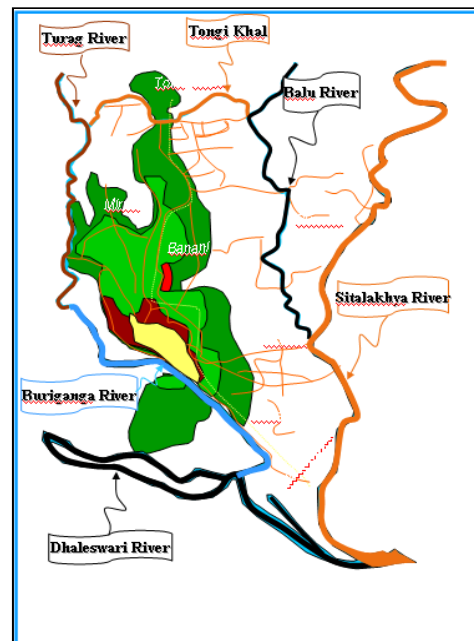 Turag River
Tongi Khal
Balu River
Banani
Sitalakhya River
Buriganga River
Dhaleswari River